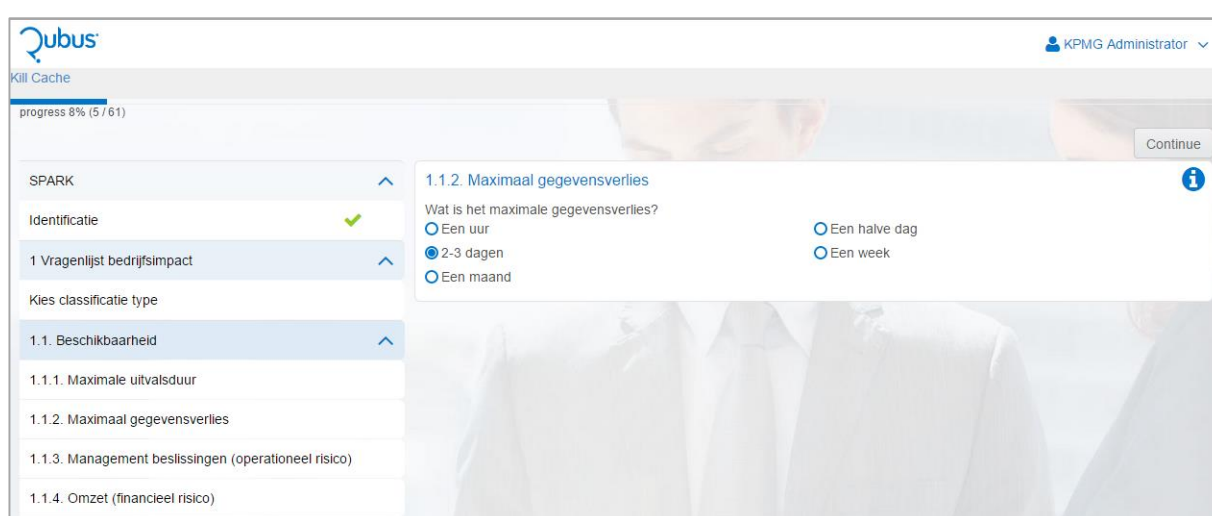 Qubus
KPMG Administrator
Kill Cache
progress 8% (5 / 61)
Continue
SPARK
Identificatie
1 Vragenlijst bedrijfsimpact
Kies classificatie type
1.1. Beschikbaarheid
1.1.1. Maximale uitvalsduur
1.1.2. Maximaal gegevensverlies
1.1.3. Management beslissingen (operationeel risico)
1.1.4. Omzet (financieel risico)
1.1.2. Maximaal gegevensverlies
Wat is het maximale gegevensverlies?
Een uur
Een halve dag
2-3 dagen
Een week
Een maand